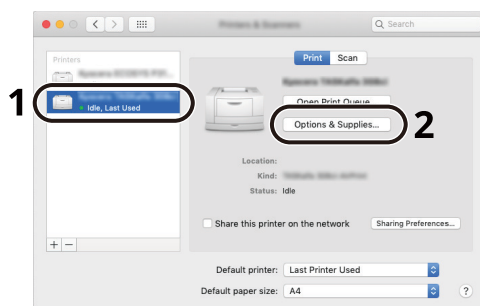 Search
Printers
Print Scan
1
Idle, Last Used
Open Print Queue
Options & Supplies...
2
Location:
Kind:
Status: Idle
Share this printer on the network Sharing Preferences...
+ −
Default printer: Last Printer Used
Default paper size: A4
?